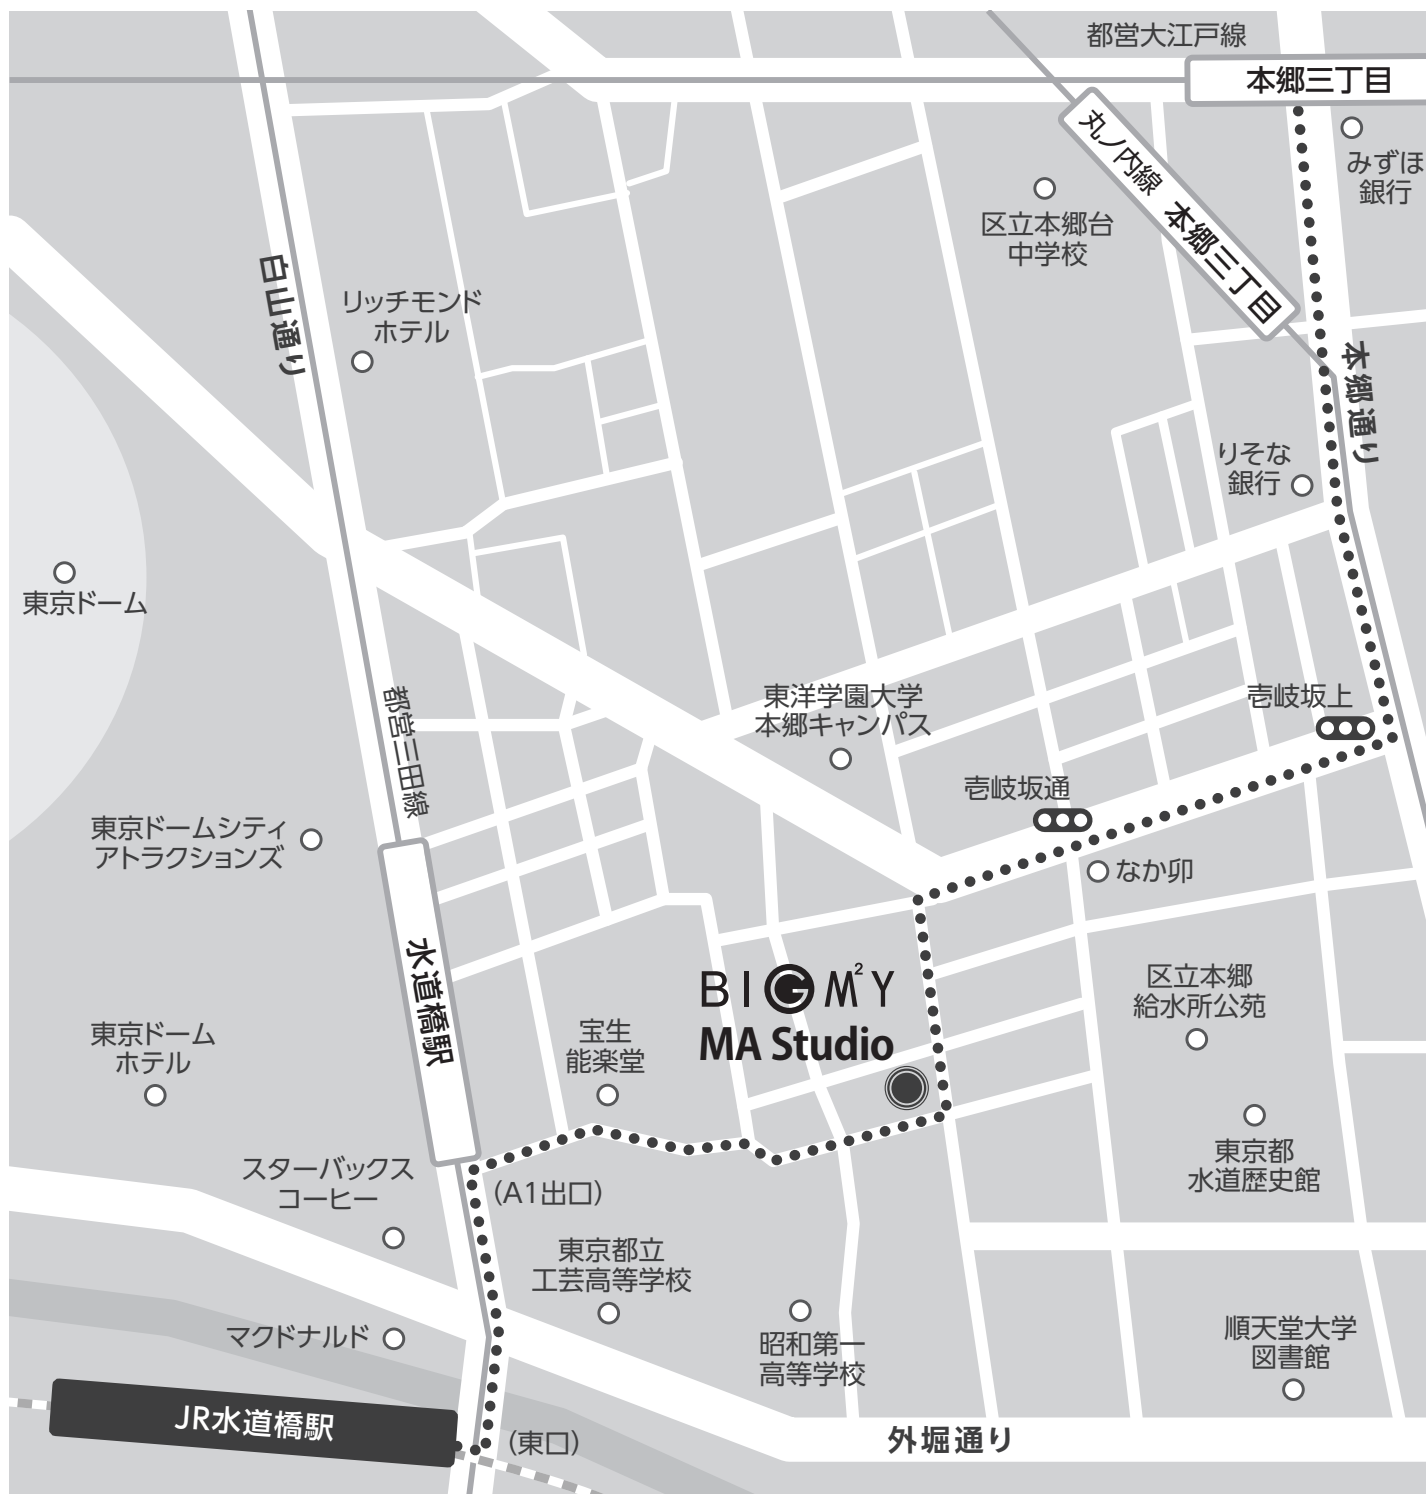 都営大江戸線
本郷三丁目
みずほ
銀行
丸ノ内線 本郷三丁目
区立本郷台
中学校
白山通り
リッチモンド
ホテル
本郷通り
りそな
銀行
東京ドーム
都営三田線
東洋学園大学
本郷キャンパス
壱岐坂上
壱岐坂通
なか卯
東京ドームシティ
アトラクションズ
水道橋駅
BIGM²Y
MA Studio
区立本郷
給水所公苑
東京ドーム
ホテル
宝生
能楽堂
東京都
水道歴史館
スターバックス
コーヒー
(A1出口)
東京都立
工芸高等学校
マクドナルド
昭和第一
高等学校
順天堂大学
図書館
JR水道橋駅
(東口)
外堀通り